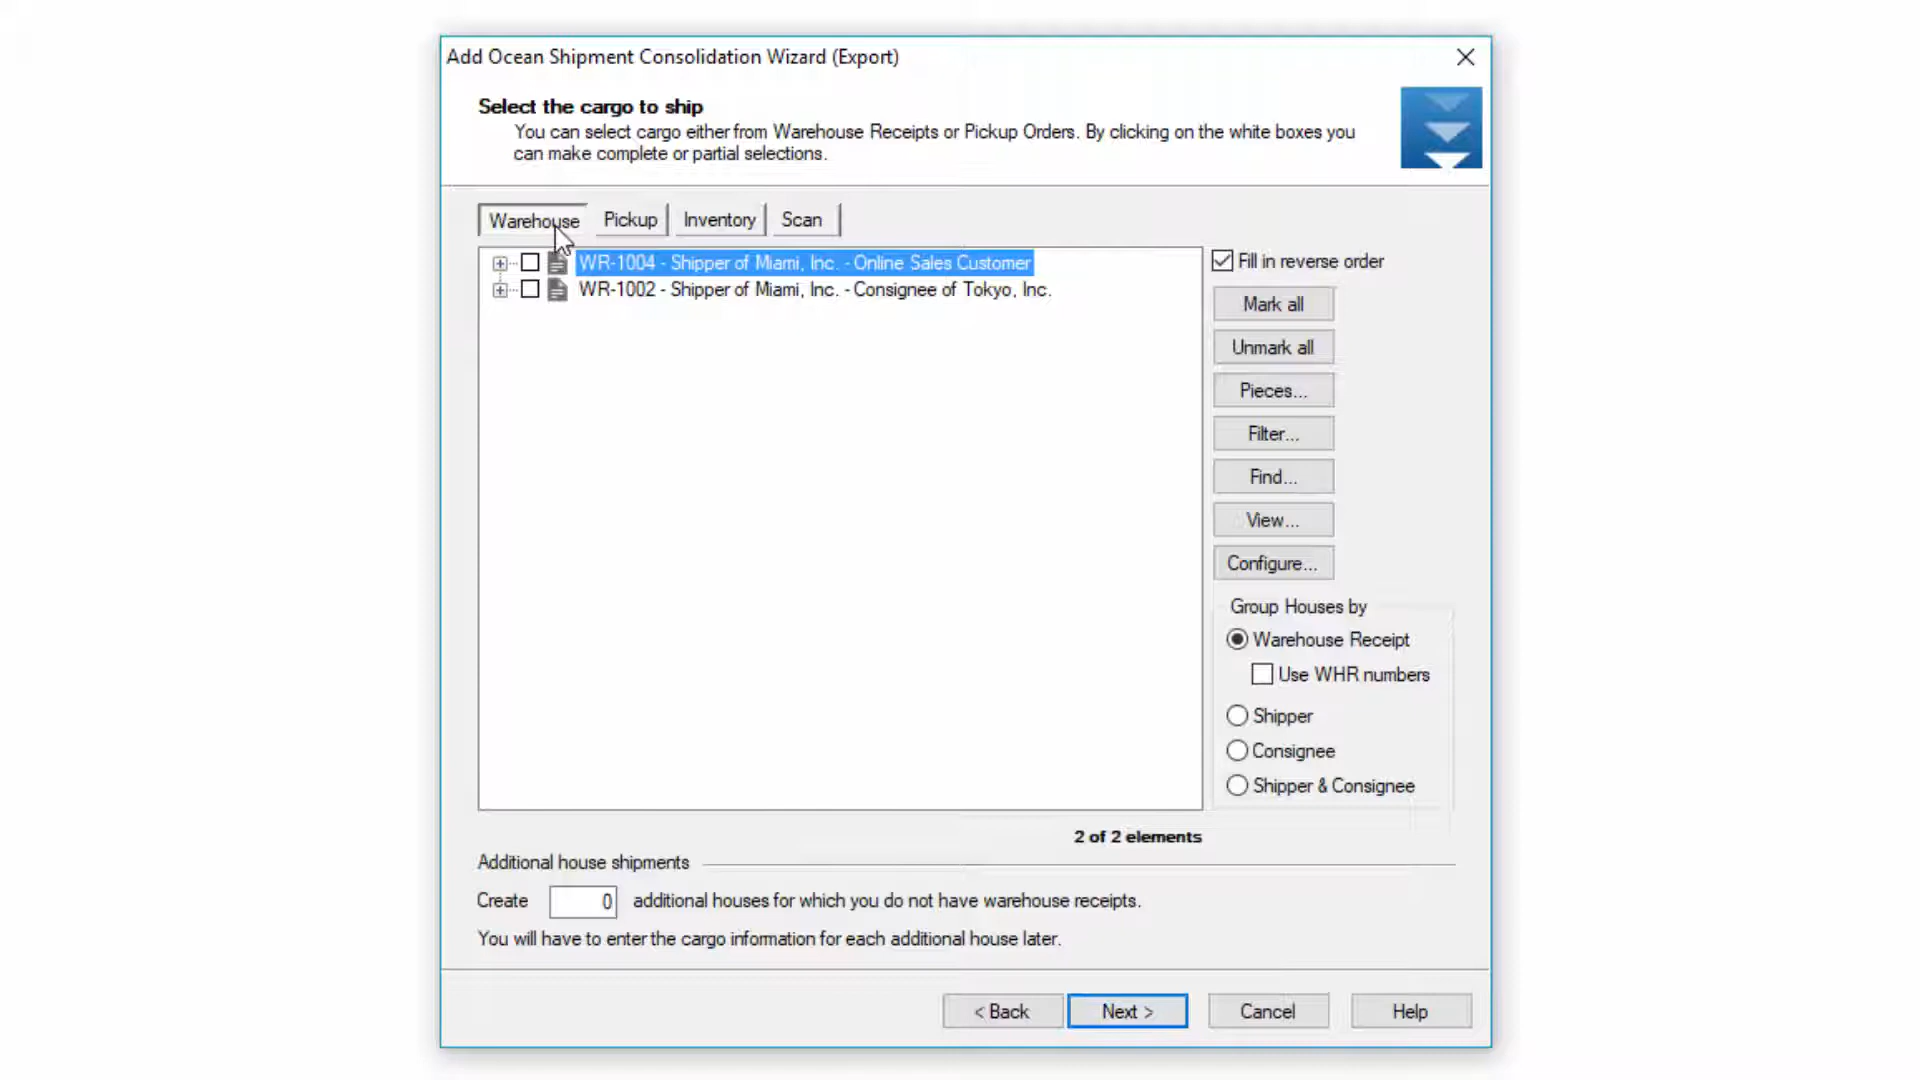 Add Ocean Shipment Consolidation Wizard (Export)
Select the cargo to ship
You can select cargo either from Warehouse Receipts or Pickup Orders. By clicking on the white boxes you
can make complete or partial selections.
Warehouse Pickup Inventory Scan
WR-1004 - Shipper of Miami, Inc. - Online Sales Customer
WR-1002 - Shipper of Miami, Inc. - Consignee of Tokyo, Inc.
Fill in reverse order
Mark all
Unmark all
Pieces...
Filter...
Find...
View...
Configure...
Group Houses by
Warehouse Receipt
Use WHR numbers
Shipper
Consignee
Shipper & Consignee
2 of 2 elements
Additional house shipments
Create 0 additional houses for which you do not have warehouse receipts.
You will have to enter the cargo information for each additional house later.
< Back Next > Cancel Help